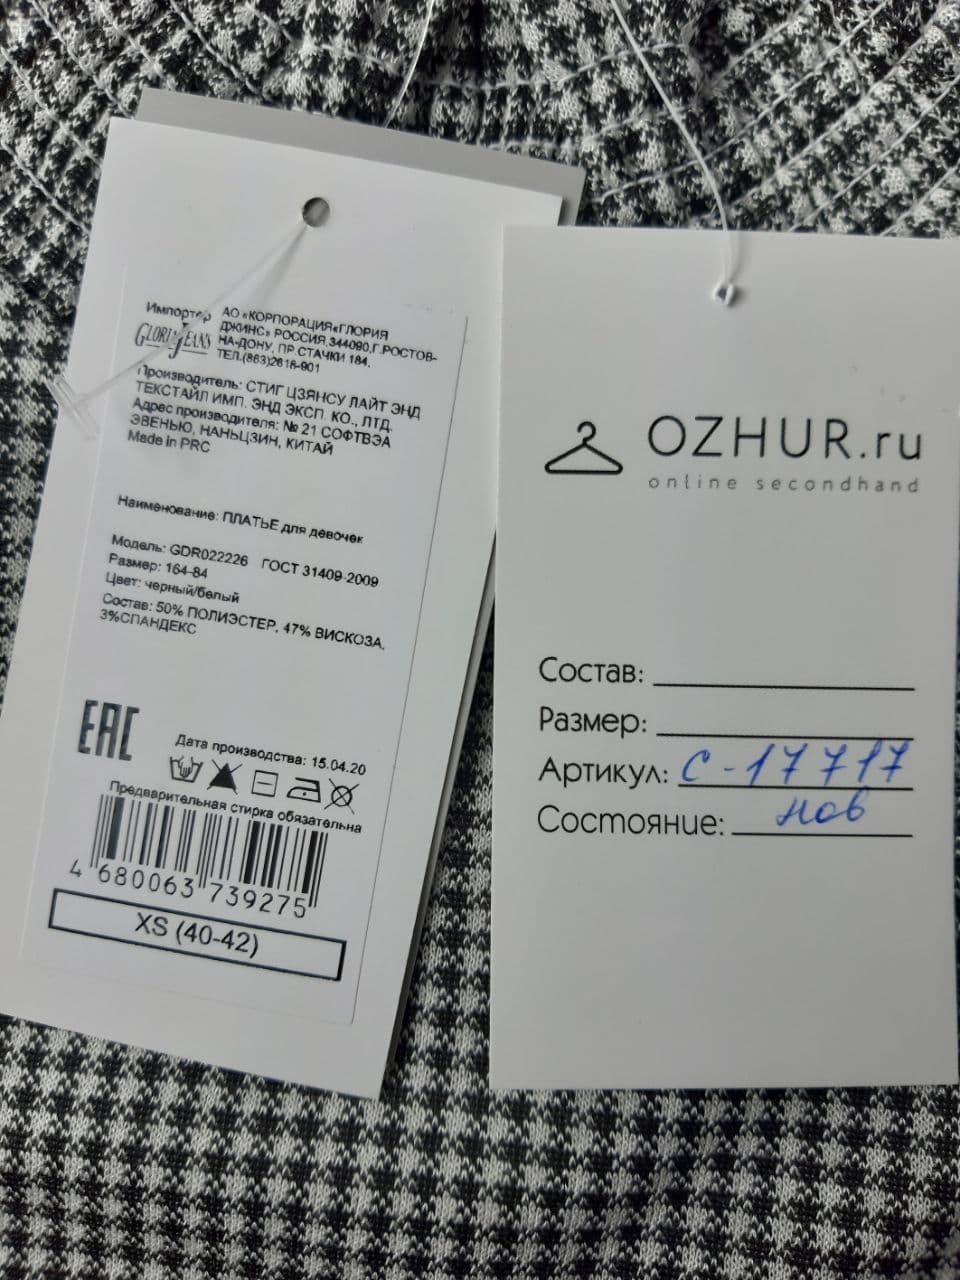 Импортер АО «КОРПОРАЦИЯ«ГЛОРИЯ
ДЖИНС» РОССИЯ,344090,Г.РОСТОВ-
GLORIA JEANS НА-ДОНУ, ПР.СТАЧКИ 184,
ТЕЛ.(863)2618-901
Производитель: СТИГ ЦЗЯНСУ ЛАЙТ ЭНД
ТЕКСТАЙЛ ИМП. ЭНД ЭКСП. КО., ЛТД.
Адрес производителя: № 21 СОФТВЭА
ЭВЕНЬЮ, НАНЬЦЗИН, КИТАЙ
Made in PRC
Наименование: ПЛАТЬЕ для девочек
Модель: GDR022226 ГОСТ 31409-2009
Размер: 164-84
Цвет: черный/белый
Состав: 50% ПОЛИЭСТЕР, 47% ВИСКОЗА,
3%СПАНДЕКС
EAC
Дата производства: 15.04.20
Предварительная стирка обязательна
4 680063 739275
XS (40-42)
OZHUR.ru
online secondhand
Состав:
Размер:
Артикул: С-17717
Состояние: нов